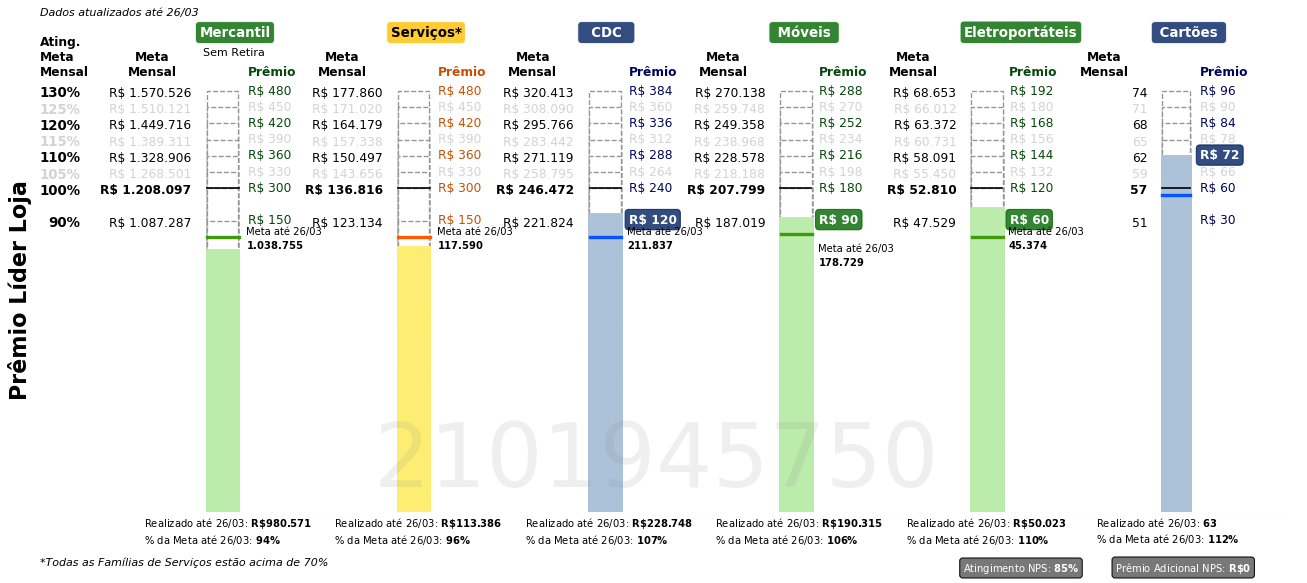 Dados atualizados até 26/03
Mercantil Serviços* CDC Móveis Eletroportáteis Cartões
Sem Retira
Ating. Meta Mensal
Meta Mensal Prêmio Meta Mensal Prêmio Meta Mensal Prêmio Meta Mensal Prêmio Meta Mensal Prêmio Meta Mensal Prêmio
130% R$ 1.570.526 R$ 480 R$ 177.860 R$ 480 R$ 320.413 R$ 384 R$ 270.138 R$ 288 R$ 68.653 R$ 192 74 R$ 96
125% R$ 1.510.121 R$ 450 R$ 171.020 R$ 450 R$ 308.090 R$ 360 R$ 259.748 R$ 270 R$ 66.012 R$ 180 71 R$ 90
120% R$ 1.449.716 R$ 420 R$ 164.179 R$ 420 R$ 295.766 R$ 336 R$ 249.358 R$ 252 R$ 63.372 R$ 168 68 R$ 84
115% R$ 1.389.311 R$ 390 R$ 157.338 R$ 390 R$ 283.442 R$ 312 R$ 238.968 R$ 234 R$ 60.731 R$ 156 65 R$ 78
110% R$ 1.328.906 R$ 360 R$ 150.497 R$ 360 R$ 271.119 R$ 288 R$ 228.578 R$ 216 R$ 58.091 R$ 144 62 R$ 72
105% R$ 1.268.501 R$ 330 R$ 143.656 R$ 330 R$ 258.795 R$ 264 R$ 218.188 R$ 198 R$ 55.450 R$ 132 59 R$ 66
100% R$ 1.208.097 R$ 300 R$ 136.816 R$ 300 R$ 246.472 R$ 240 R$ 207.799 R$ 180 R$ 52.810 R$ 120 57 R$ 60
90% R$ 1.087.287 R$ 150 R$ 123.134 R$ 150 R$ 221.824 R$ 120 R$ 187.019 R$ 90 R$ 47.529 R$ 60 51 R$ 30
Meta até 26/03 Meta até 26/03 Meta até 26/03 Meta até 26/03 Meta até 26/03
1.038.755 117.590 211.837 178.729 45.374
Prêmio Líder Loja
2101945750
Realizado até 26/03: R$980.571 Realizado até 26/03: R$113.386 Realizado até 26/03: R$228.748 Realizado até 26/03: R$190.315 Realizado até 26/03: R$50.023 Realizado até 26/03: 63
% da Meta até 26/03: 94% % da Meta até 26/03: 96% % da Meta até 26/03: 107% % da Meta até 26/03: 106% % da Meta até 26/03: 110% % da Meta até 26/03: 112%
*Todas as Famílias de Serviços estão acima de 70%
Atingimento NPS: 85% Prêmio Adicional NPS: R$0